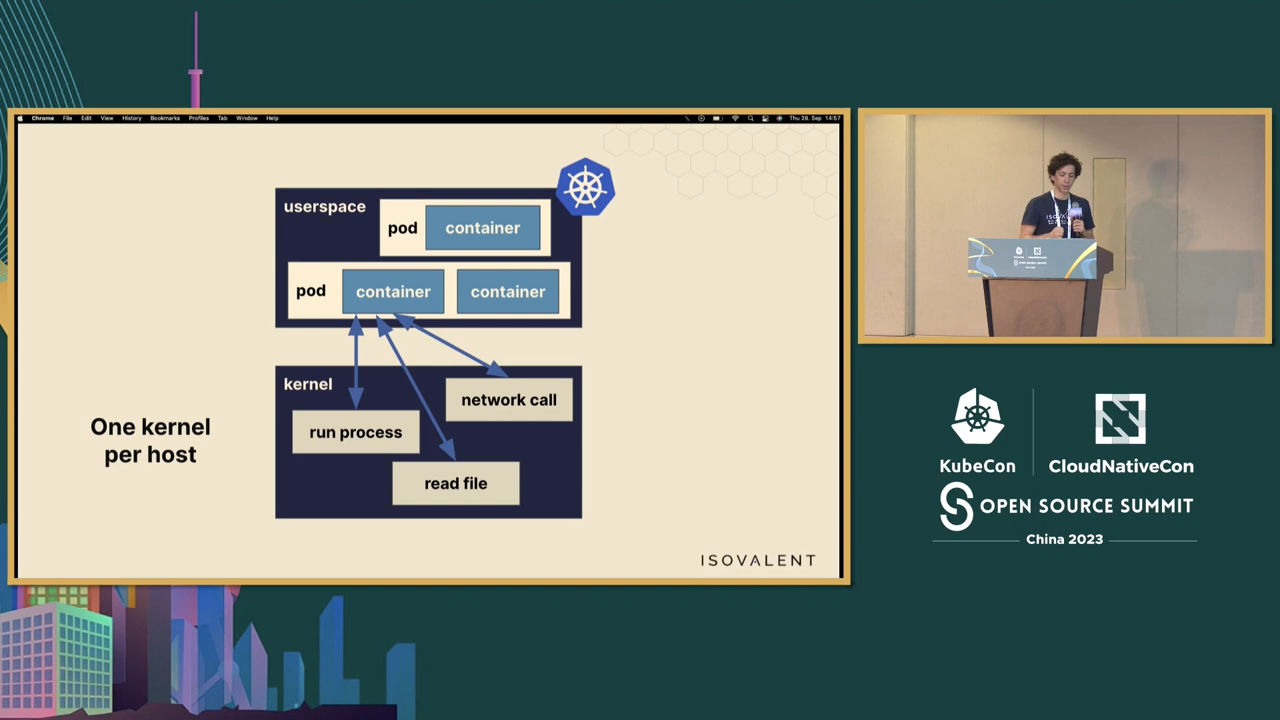 Chrome File Edit View History Bookmarks Profiles Tab Window Help
Thu 28. Sep 14:57
userspace
pod
container
pod
container
container
kernel
network call
run process
read file
One kernel
per host
ISOVALENT
KubeCon
CloudNativeCon
OPEN SOURCE SUMMIT
China 2023